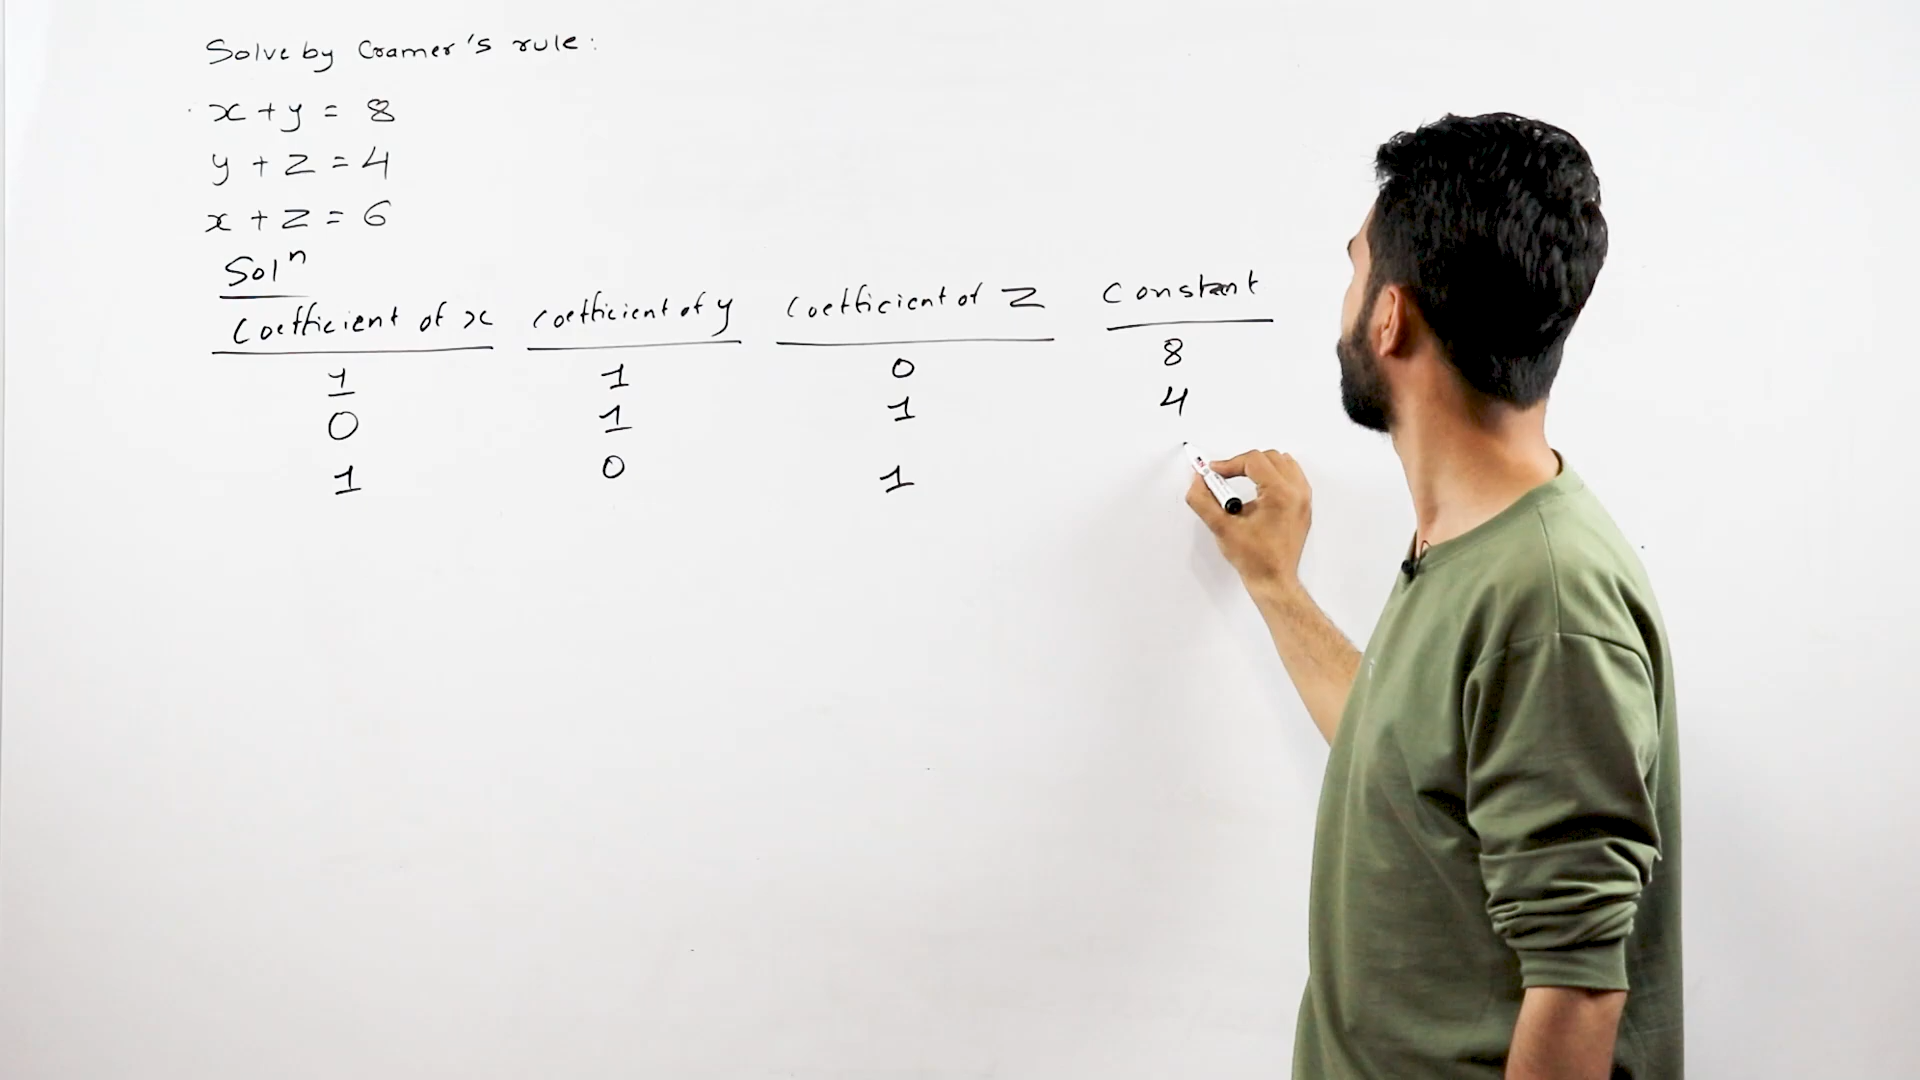 Solve by Cramer's rule:
x + y = 8
y + z = 4
x + z = 6
Solⁿ
Coefficient of x coefficient of y Coefficient of z Constant
1 1 0 8
0 1 1 4
1 0 1